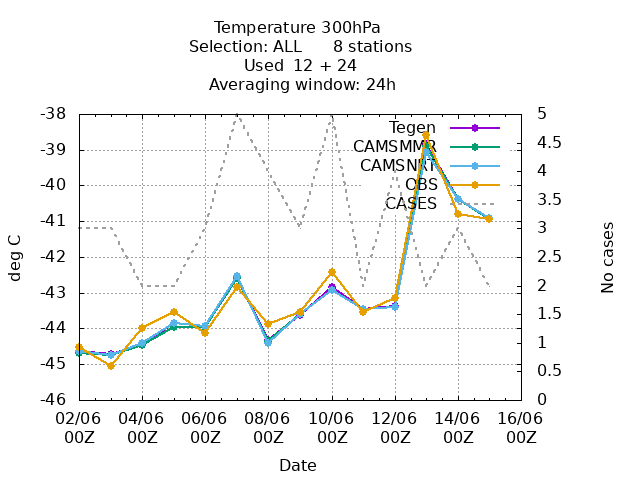 Temperature 300hPa
Selection: ALL 8 stations
Used 12 + 24
Averaging window: 24h
-38
-39
-40
-41
-42
-43
-44
-45
-46
deg C
Tegen
CAMSMMR
CAMSNRT
OBS
CASES
5
4.5
4
3.5
3
2.5
2
1.5
1
0.5
0
No cases
02/06 04/06 06/06 08/06 10/06 12/06 14/06 16/06
00Z 00Z 00Z 00Z 00Z 00Z 00Z 00Z
Date